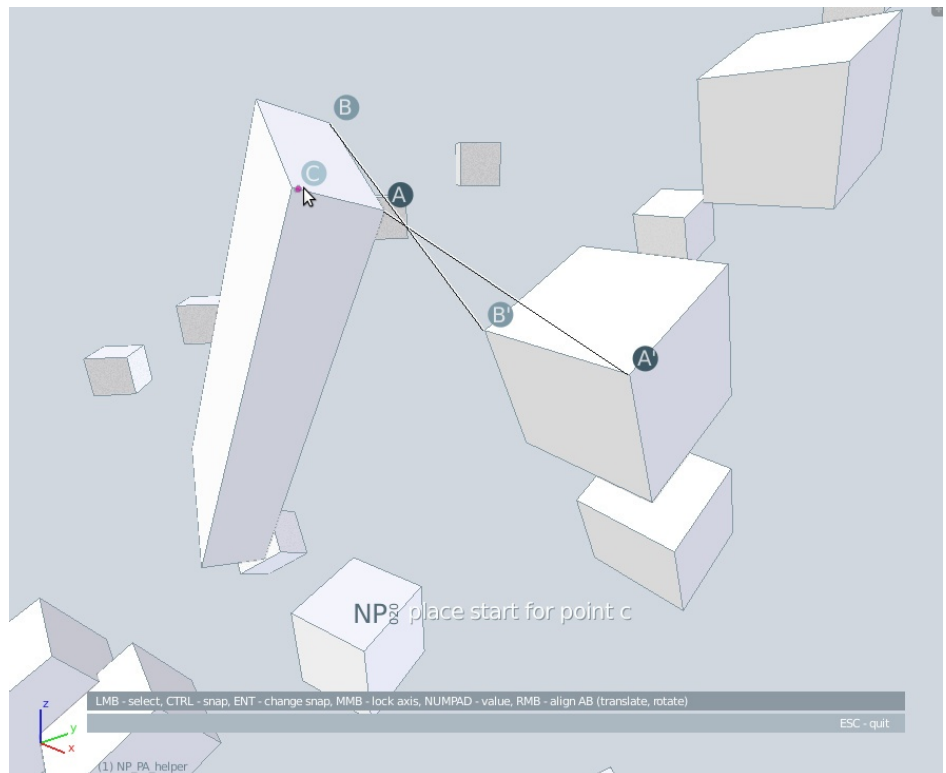 B
C
A
B'
A'
NP 020 place start for point c
LMB - select, CTRL - snap, ENT - change snap, MMB - lock axis, NUMPAD - value, RMB - align AB (translate, rotate)
ESC - quit
z
y
x
(1) NP_PA_helper